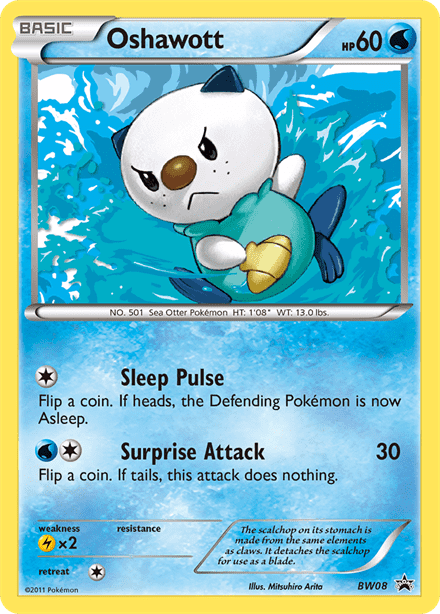 BASIC
Oshawott
HP60
NO. 501 Sea Otter Pokémon HT: 1'08" WT: 13.0 lbs.
Sleep Pulse
Flip a coin. If heads, the Defending Pokémon is now
Asleep.
Surprise Attack 30
Flip a coin. If tails, this attack does nothing.
weakness resistance
×2
retreat
The scalchop on its stomach is
made from the same elements
as claws. It detaches the scalchop
for use as a blade.
©2011 Pokémon
Illus. Mitsuhiro Arito
BW08